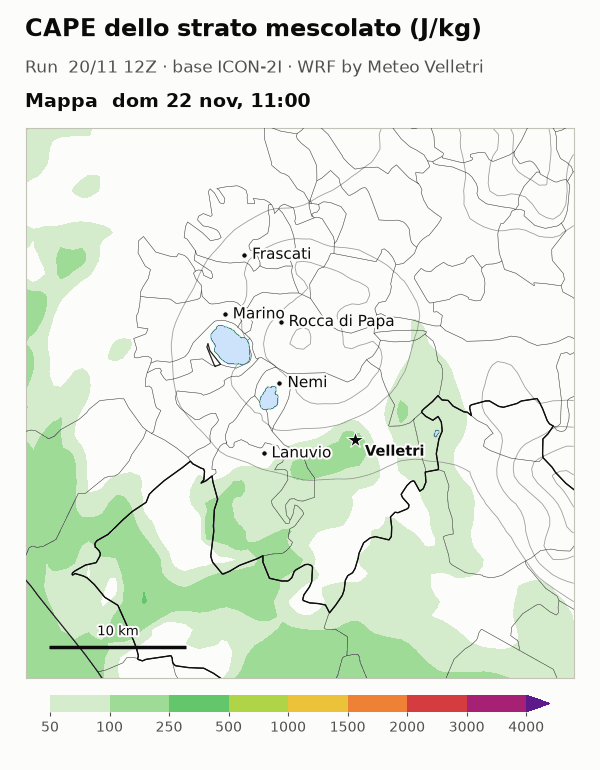 CAPE dello strato mescolato (J/kg)
Run  20/11 12Z · base ICON-2I · WRF by Meteo Velletri
Mappa  dom 22 nov, 11:00
Frascati
Marino
Rocca di Papa
Nemi
Lanuvio
Velletri
10 km
50 100 250 500 1000 1500 2000 3000 4000